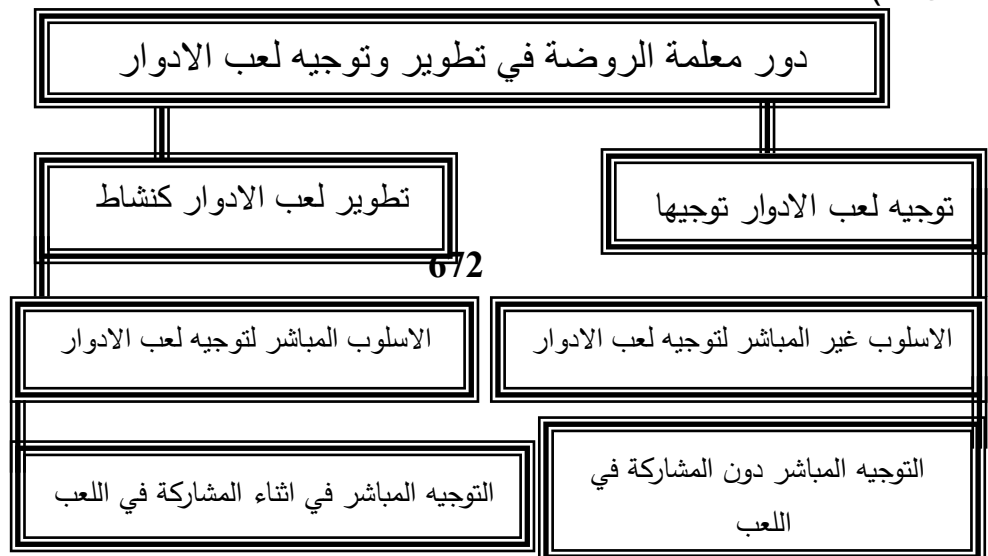 دور معلمة الروضة في تطوير وتوجيه لعب الادوار
توجيه لعب الادوار توجيها
تطوير لعب الادوار كنشاط
672
الاسلوب غير المباشر لتوجيه لعب الادوار
الاسلوب المباشر لتوجيه لعب الادوار
التوجيه المباشر دون المشاركة في
اللعب
التوجيه المباشر في اثناء المشاركة في اللعب